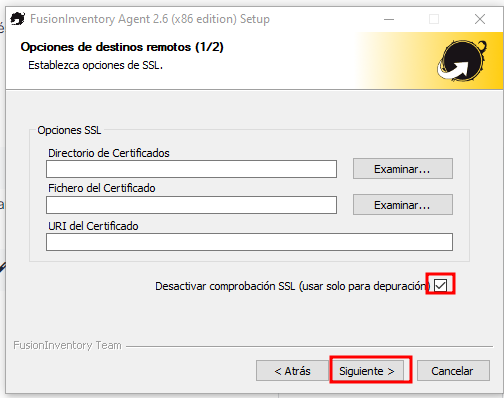 FusionInventory Agent 2.6 (x86 edition) Setup
Opciones de destinos remotos (1/2)
Establezca opciones de SSL.
Opciones SSL
Directorio de Certificados
Examinar...
Fichero del Certificado
Examinar...
URI del Certificado
Desactivar comprobación SSL (usar solo para depuración)
FusionInventory Team
< Atrás
Siguiente >
Cancelar